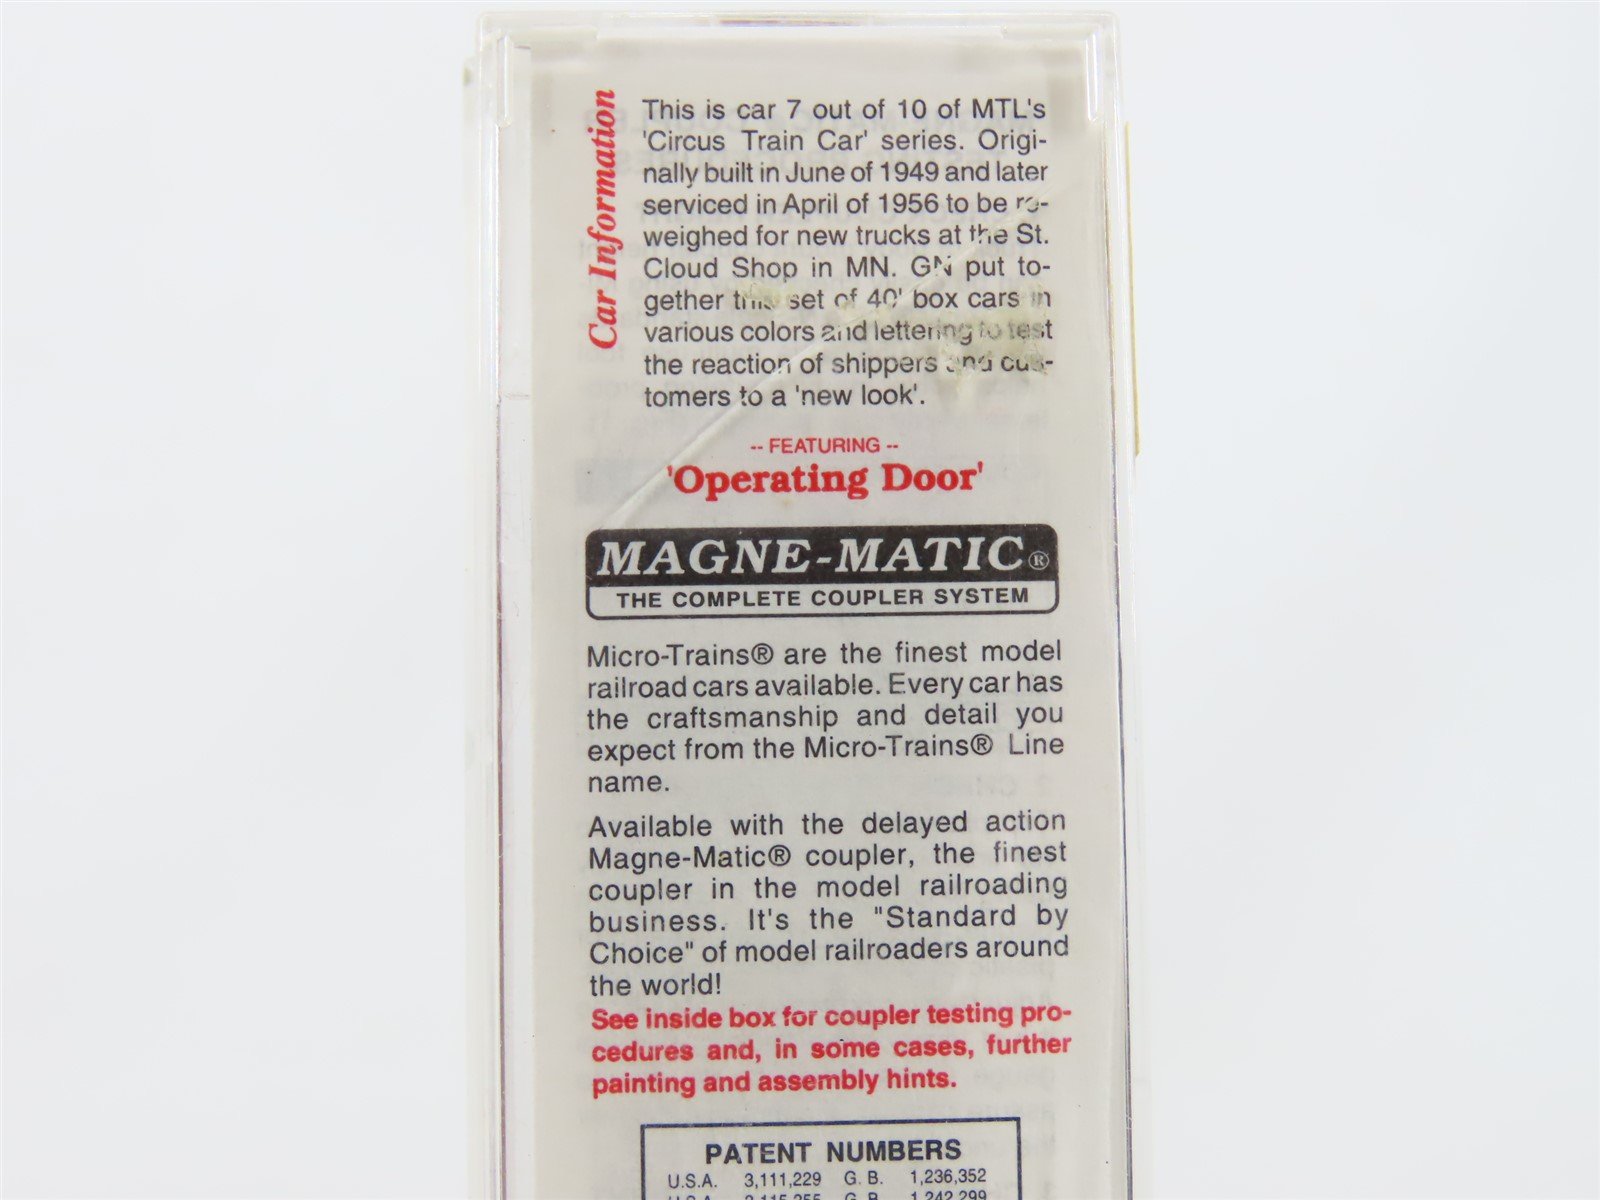 Car Information
This is car 7 out of 10 of MTL's
'Circus Train Car' series. Origi-
nally built in June of 1949 and later
serviced in April of 1956 to be re-
weighed for new trucks at the St.
Cloud Shop in MN. GN put to-
gether this set of 40' box cars in
various colors and lettering to test
the reaction of shippers and cus-
tomers to a 'new look'.
-- FEATURING --
'Operating Door'
MAGNE-MATIC®
THE COMPLETE COUPLER SYSTEM
Micro-Trains® are the finest model
railroad cars available. Every car has
the craftsmanship and detail you
expect from the Micro-Trains® Line
name.
Available with the delayed action
Magne-Matic® coupler, the finest
coupler in the model railroading
business. It's the "Standard by
Choice" of model railroaders around
the world!
See inside box for coupler testing pro-
cedures and, in some cases, further
painting and assembly hints.
PATENT NUMBERS
U.S.A. 3,111,229 G. B. 1,236,352
U.S.A. 3,115,255 G. B. 1,242,299